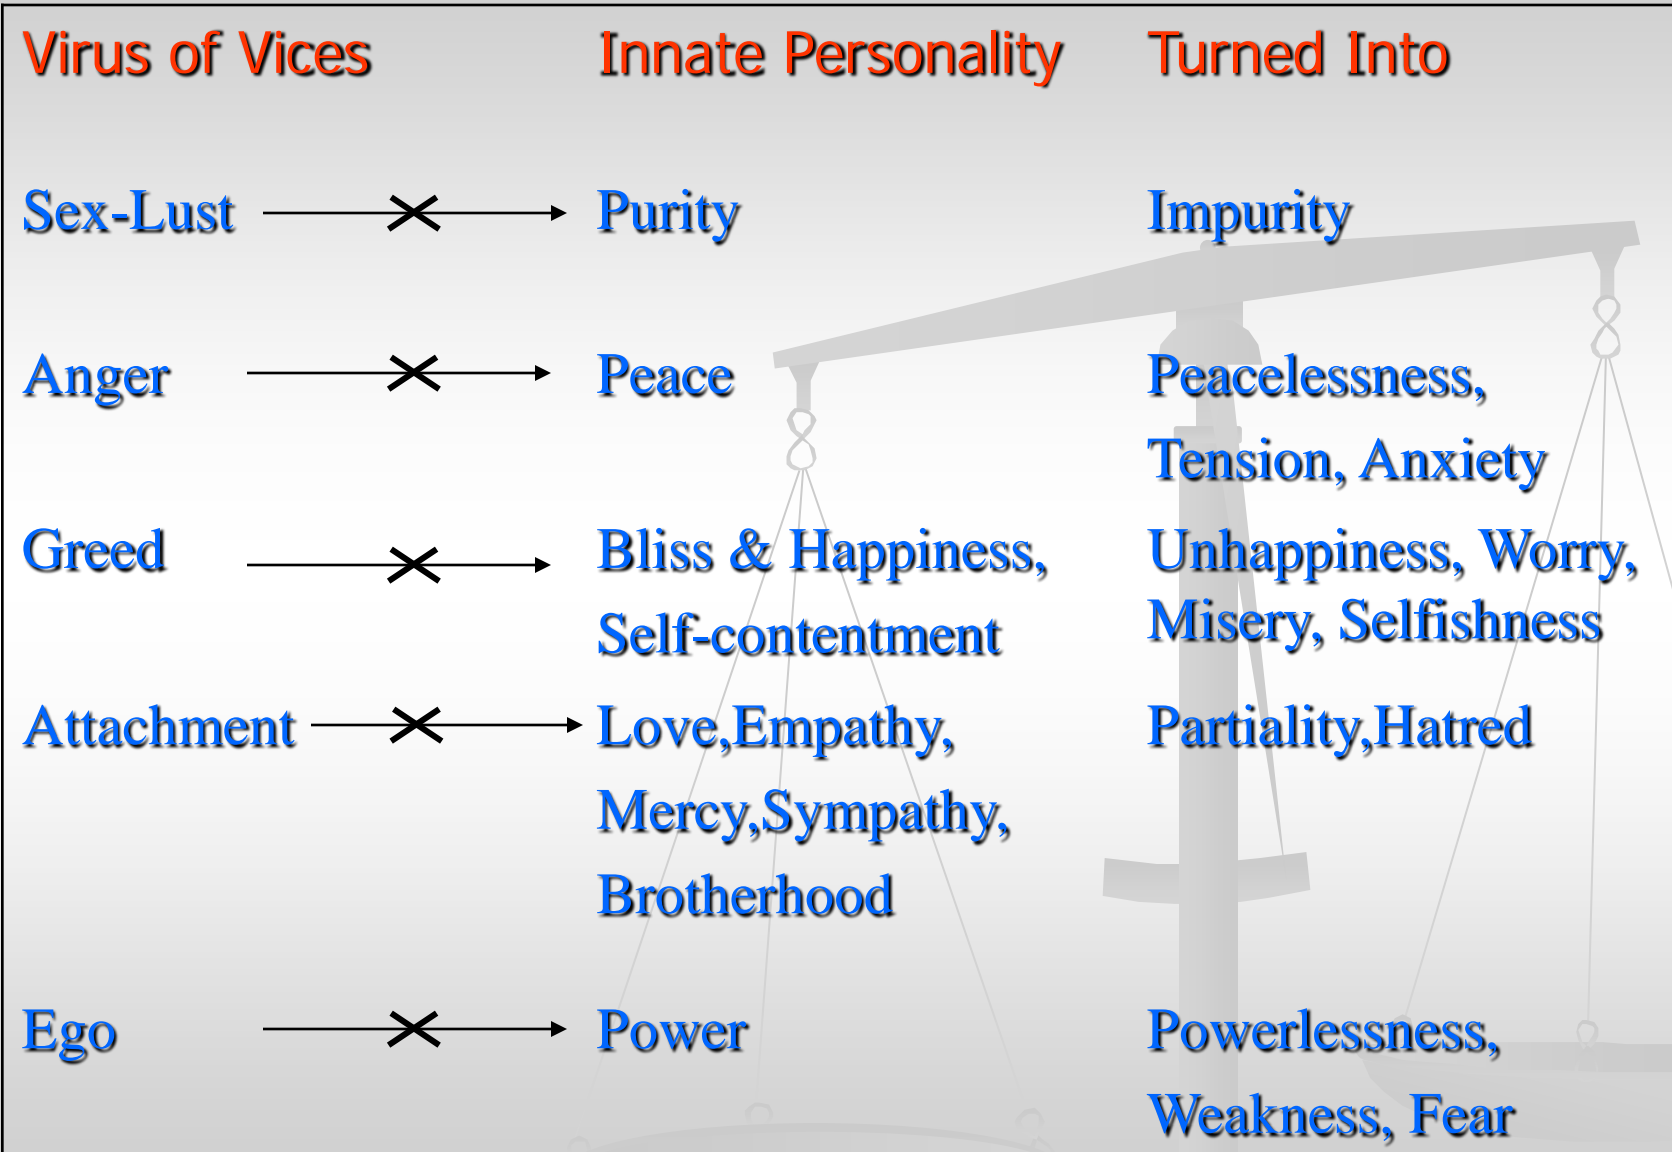 Virus of Vices Innate Personality Turned Into
Sex-Lust Purity Impurity
Anger Peace Peacelessness,
Tension, Anxiety
Greed Bliss & Happiness, Unhappiness, Worry,
Self-contentment Misery, Selfishness
Attachment Love,Empathy, Partiality,Hatred
Mercy,Sympathy,
Brotherhood
Ego Power Powerlessness,
Weakness, Fear